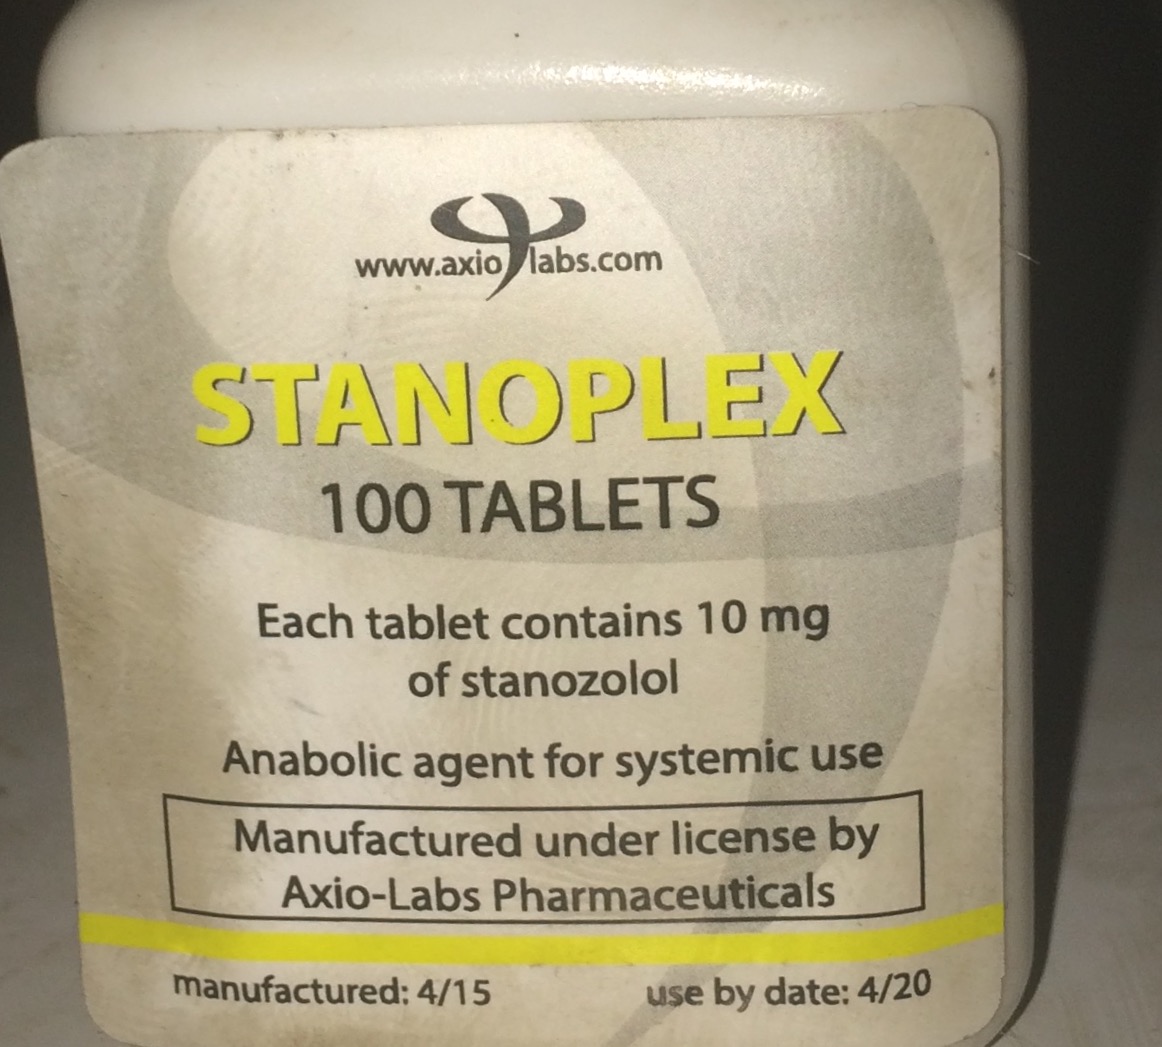 www.axiolabs.com
STANOPLEX
100 TABLETS
Each tablet contains 10 mg
of stanozolol
Anabolic agent for systemic use
Manufactured under license by
Axio-Labs Pharmaceuticals
manufactured: 4/15 use by date: 4/20